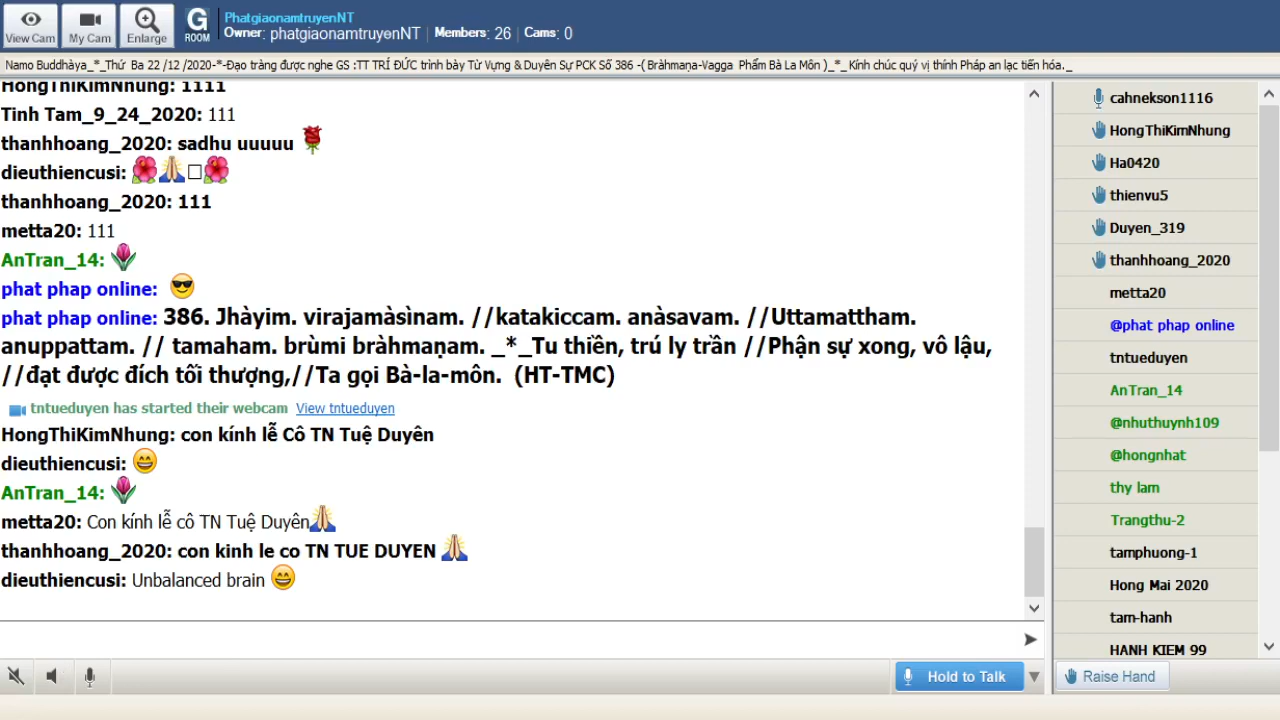 View Cam
My Cam
Enlarge
G
ROOM
PhatgiaonamtruyenNT
Owner: phatgiaonamtruyenNT | Members: 26 | Cams: 0
Namo Buddhàya_*_Thứ Ba 22 /12 /2020-*-Đạo tràng được nghe GS :TT TRÍ ĐỨC trình bày Từ Vựng & Duyên Sự PCK Số 386 -( Bràhmaṇa-Vagga Phẩm Bà La Môn )_*_ Kính chúc quý vị thính Pháp an lạc tiến hóa._
HongThiKimNhung: 1111
Tinh Tam_9_24_2020: 111
thanhhoang_2020: sadhu uuuuu
dieuthiencusi:
thanhhoang_2020: 111
metta20: 111
AnTran_14:
phat phap online:
phat phap online: 386. Jhàyim. virajamàsìnam. //katakiccam. anàsavam. //Uttamattham.
anuppattam. // tamaham. brùmi bràhmaṇam. _*_Tu thiền, trú ly trần //Phận sự xong, vô lậu,
//đạt được đích tối thượng,//Ta gọi Bà-la-môn. (HT-TMC)
tntueduyen has started their webcam View tntueduyen
HongThiKimNhung: con kính lễ Cô TN Tuệ Duyên
dieuthiencusi:
AnTran_14:
metta20: Con kính lễ cô TN Tuệ Duyên
thanhhoang_2020: con kinh le co TN TUE DUYEN
dieuthiencusi: Unbalanced brain
Hold to Talk
cahnekson1116
HongThiKimNhung
Ha0420
thienvu5
Duyen_319
thanhhoang_2020
metta20
@phat phap online
tntueduyen
AnTran_14
@nhuthuynh109
@hongnhat
thy lam
Trangthu-2
tamphuong-1
Hong Mai 2020
tam-hanh
HANH KIEM 99
Raise Hand